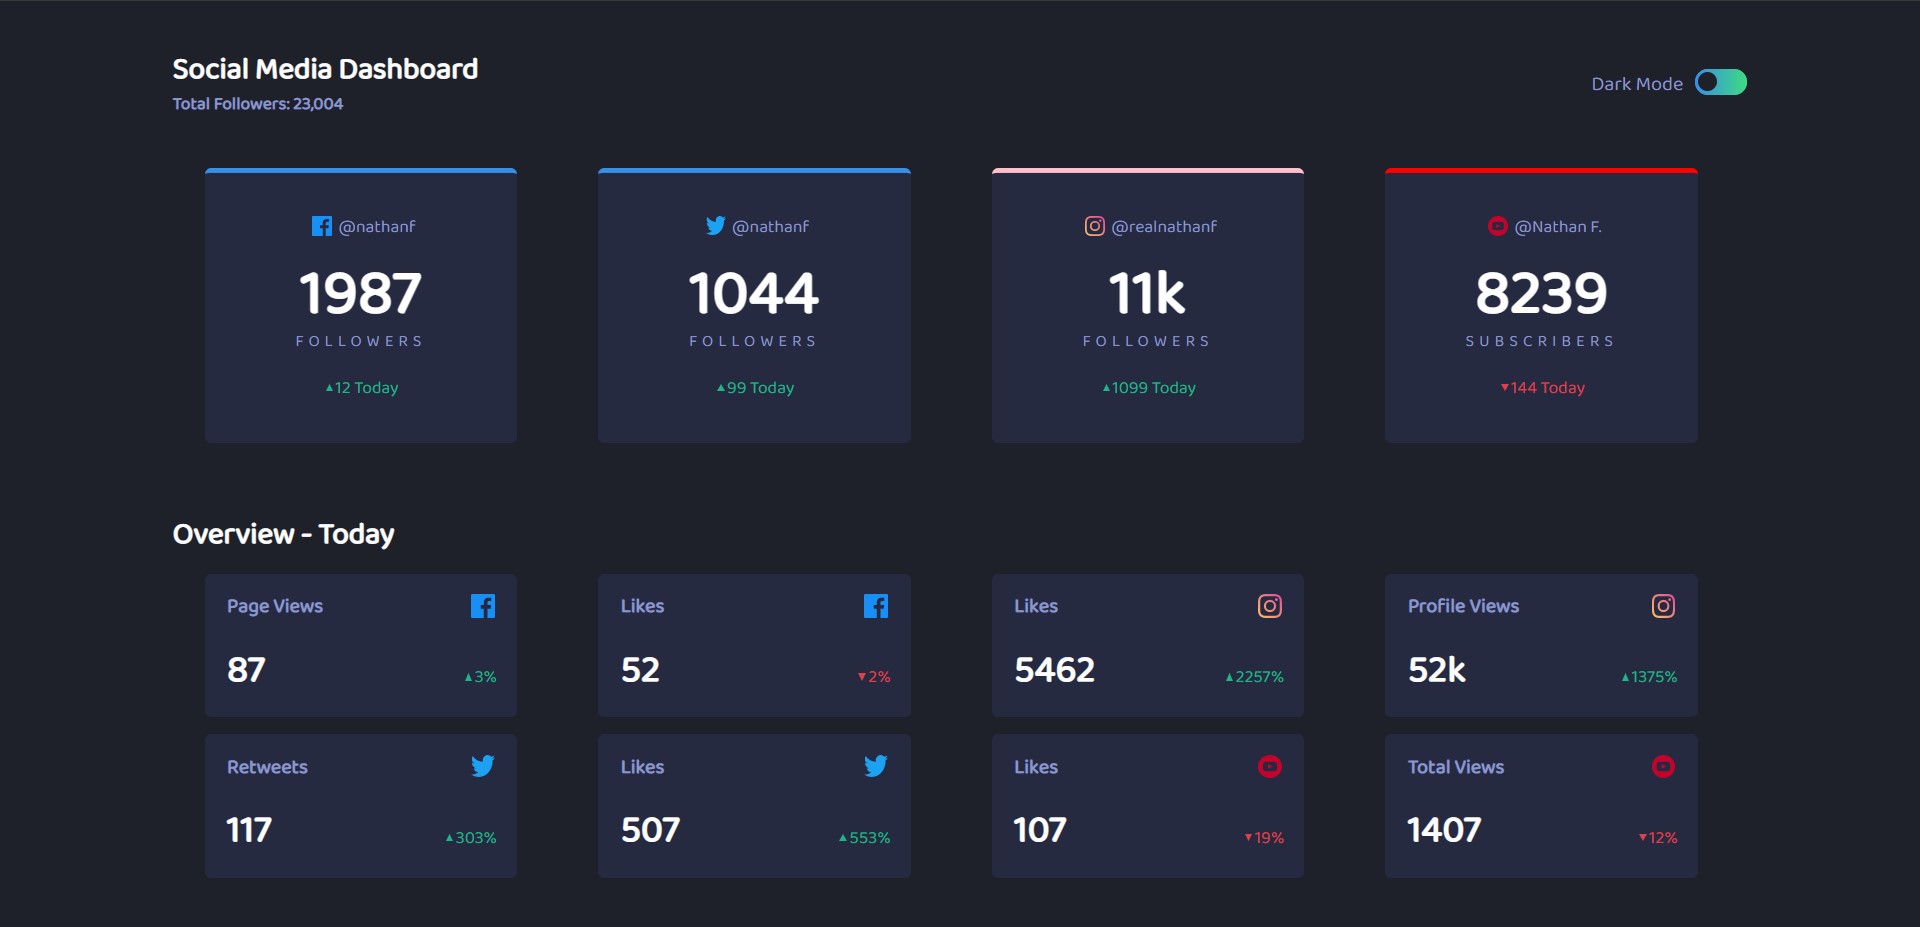 Social Media Dashboard
Total Followers: 23,004
Dark Mode
@nathanf
1987
FOLLOWERS
▲12 Today
@nathanf
1044
FOLLOWERS
▲99 Today
@realnathanf
11k
FOLLOWERS
▲1099 Today
@Nathan F.
8239
SUBSCRIBERS
▼144 Today
Overview - Today
Page Views
87
▲3%
Likes
52
▼2%
Likes
5462
▲2257%
Profile Views
52k
▲1375%
Retweets
117
▲303%
Likes
507
▲553%
Likes
107
▼19%
Total Views
1407
▼12%